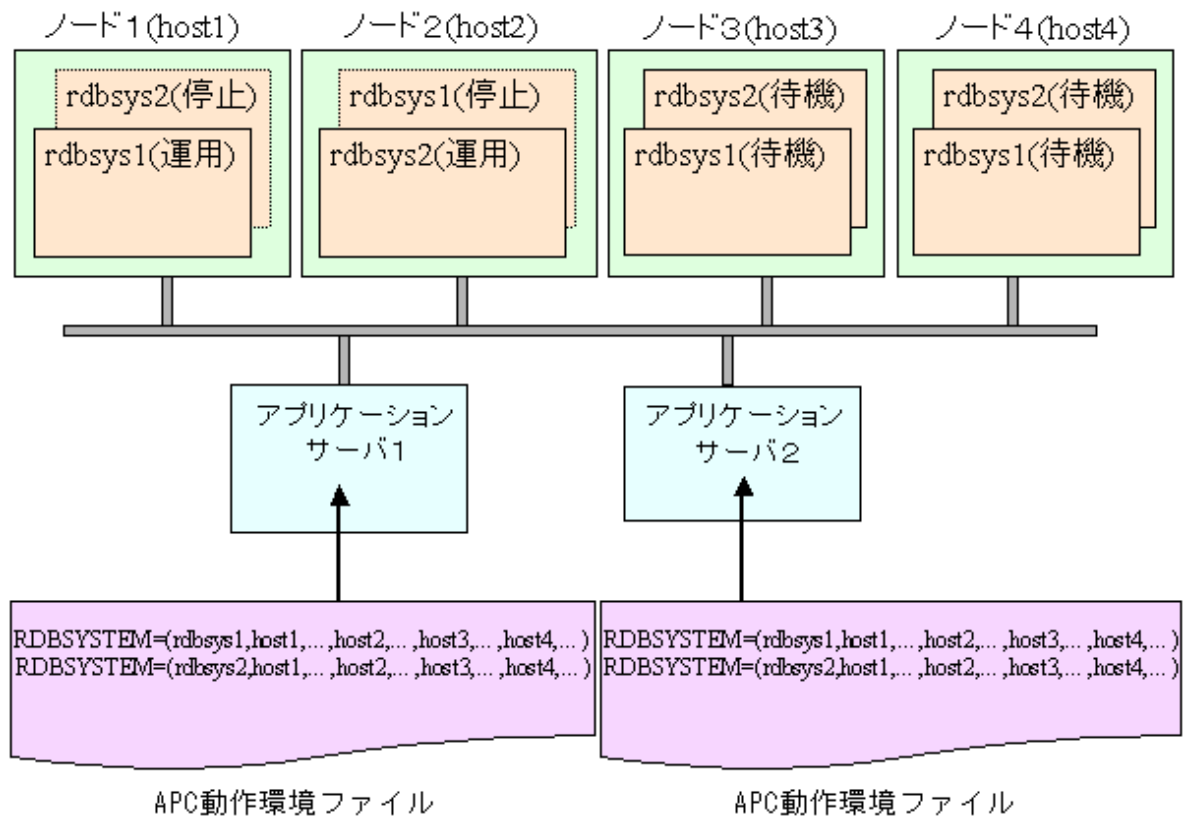 ノード1(host1)
ノード2(host2)
ノード3(host3)
ノード4(host4)
rdbsys2(停止)
rdbsys1(運用)
rdbsys1(停止)
rdbsys2(運用)
rdbsys2(待機)
rdbsys1(待機)
rdbsys2(待機)
rdbsys1(待機)
アプリケーション
サーバ1
アプリケーション
サーバ2
RDBSYSTEM=(rdbsys1,host1,...,host2,...,host3,...,host4,...)
RDBSYSTEM=(rdbsys2,host1,...,host2,...,host3,...,host4,...)
RDBSYSTEM=(rdbsys1,host1,...,host2,...,host3,...,host4,...)
RDBSYSTEM=(rdbsys2,host1,...,host2,...,host3,...,host4,...)
APC動作環境ファイル
APC動作環境ファイル